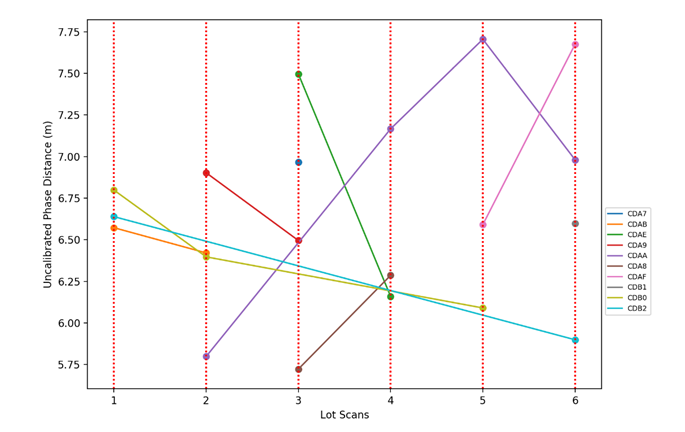 7.75
7.50
7.25
7.00
6.75
6.50
6.25
6.00
5.75
Uncalibrated Phase Distance (m)
1 2 3 4 5 6
Lot Scans
CDA7
CDAB
CDAE
CDA9
CDAA
CDA8
CDAF
CDB1
CDB0
CDB2